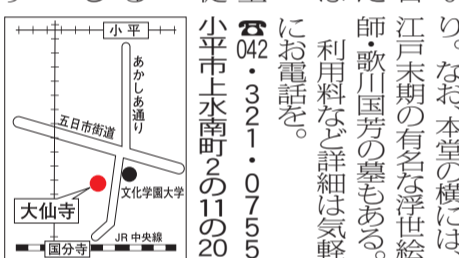 り。なお、本堂の横には、
江戸末期の有名な浮世絵
師・歌川国芳の墓もある。
利用料など詳細は気軽
にお電話を。
☎042・321・0755
小平市上水南町2の11の20
小平
あかしあ通り
五日市街道
文化学園大学
大仙寺
JR中央線
国分寺